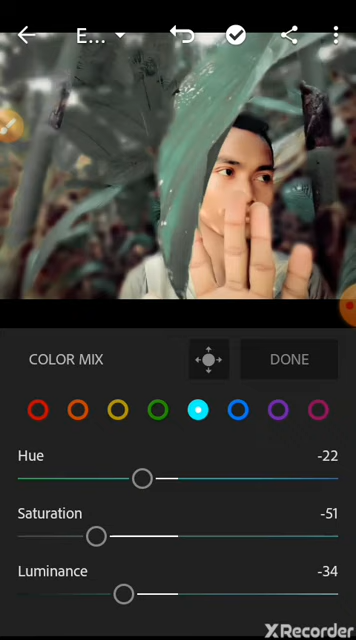 E...
COLOR MIX
DONE
Hue
-22
Saturation
-51
Luminance
-34
XRecorder